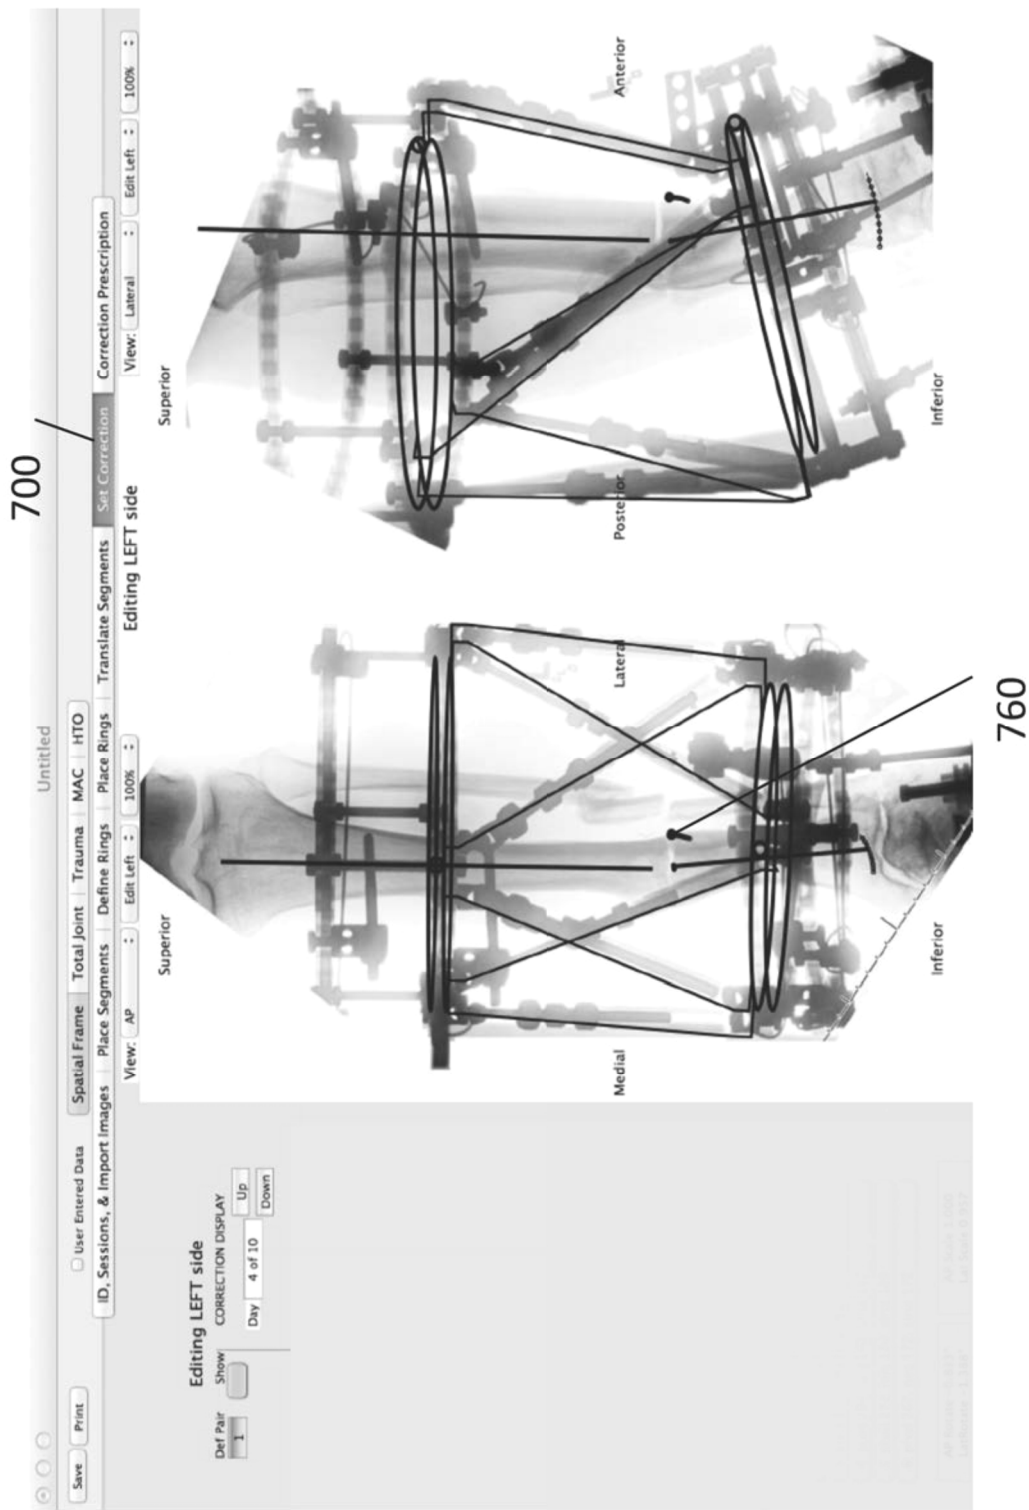 700
Untitled
Save Print User Entered Data Spatial Frame Total Joint Trauma MAC HTO
ID, Sessions, & Import Images Place Segments Define Rings Place Rings Translate Segments Set Correction Correction Prescription
Editing LEFT side
View: AP Edit Left 100%
View: Lateral Edit Left 100%
Editing LEFT side
Def Pair Show CORRECTION DISPLAY
1 Day 4 of 10 Up
Down
Superior
Superior
Medial
Lateral
Posterior
Anterior
Inferior
Inferior
760